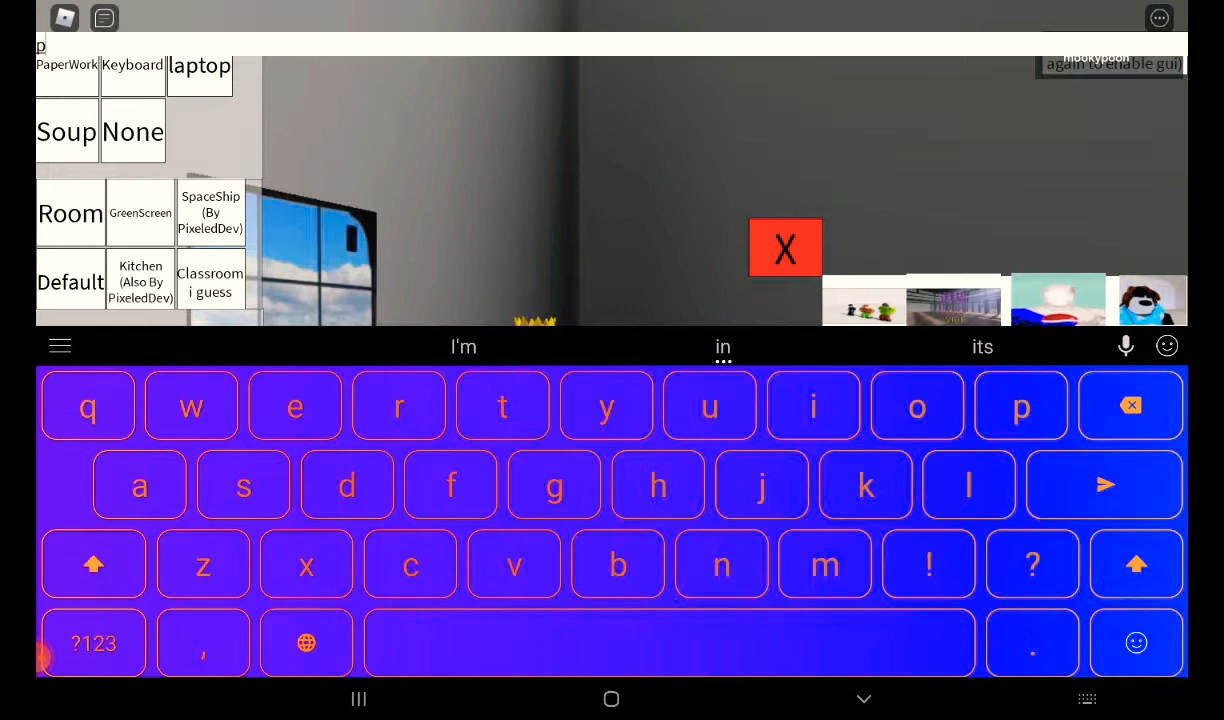 p
mookypoon
PaperWork Keyboard laptop
again to enable gui)
Soup None
Room GreenScreen SpaceShip
(By
PixeledDev)
Default Kitchen
(Also By
PixeledDev) Classroom
i guess
X
I'm in its
q w e r t y u i o p
a s d f g h j k l
z x c v b n m ! ?
?123 , .